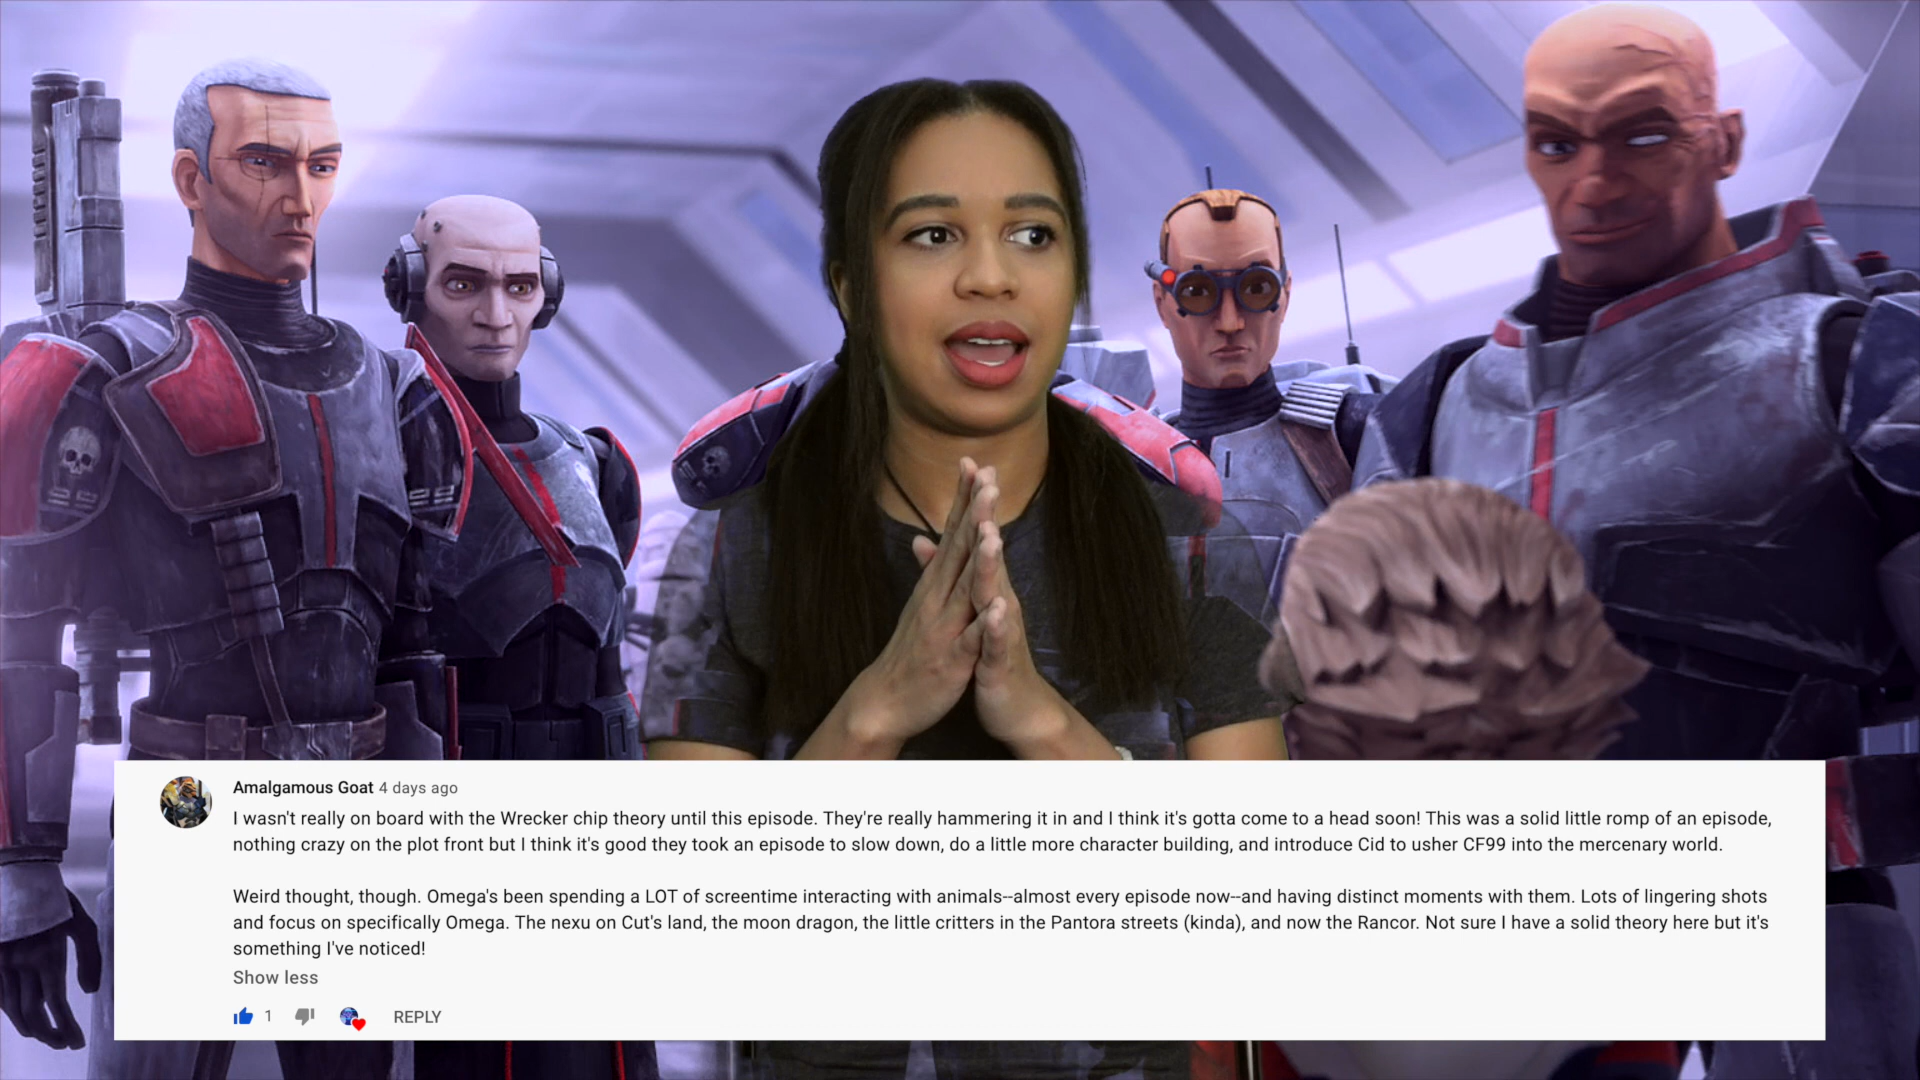 Amalgamous Goat 4 days ago
I wasn't really on board with the Wrecker chip theory until this episode. They're really hammering it in and I think it's gotta come to a head soon! This was a solid little romp of an episode,
nothing crazy on the plot front but I think it's good they took an episode to slow down, do a little more character building, and introduce Cid to usher CF99 into the mercenary world.
Weird thought, though. Omega's been spending a LOT of screentime interacting with animals--almost every episode now--and having distinct moments with them. Lots of lingering shots
and focus on specifically Omega. The nexu on Cut's land, the moon dragon, the little critters in the Pantora streets (kinda), and now the Rancor. Not sure I have a solid theory here but it's
something I've noticed!
Show less
1 REPLY